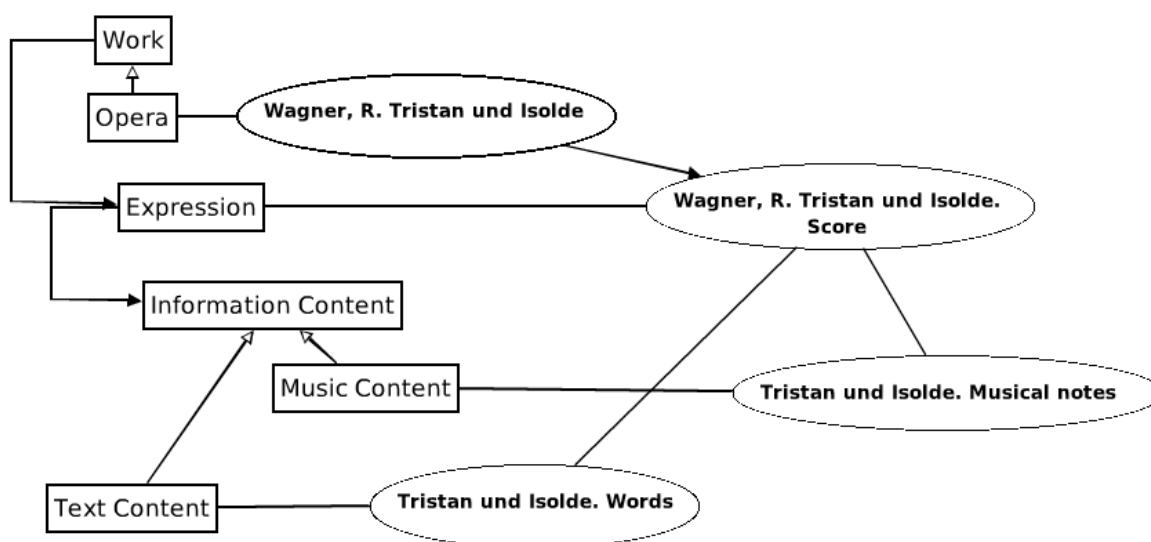 Work
Opera
Wagner, R. Tristan und Isolde
Expression
Wagner, R. Tristan und Isolde.
Score
Information Content
Music Content
Tristan und Isolde. Musical notes
Text Content
Tristan und Isolde. Words